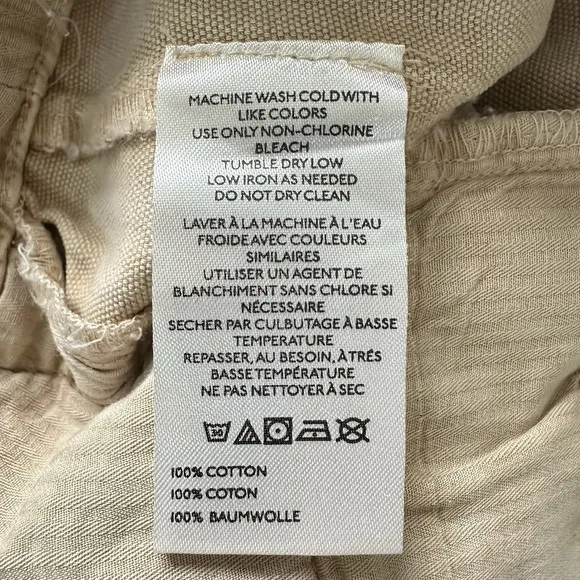 MACHINE WASH COLD WITH
LIKE COLORS
USE ONLY NON-CHLORINE
BLEACH
TUMBLE DRY LOW
LOW IRON AS NEEDED
DO NOT DRY CLEAN
LAVER À LA MACHINE À L'EAU
FROIDE AVEC COULEURS
SIMILAIRES
UTILISER UN AGENT DE
BLANCHIMENT SANS CHLORE SI
NÉCESSAIRE
SECHER PAR CULBUTAGE À BASSE
TEMPERATURE
REPASSER, AU BESOIN, À TRÉS
BASSE TEMPÉRATURE
NE PAS NETTOYER À SEC
30
100% COTTON
100% COTON
100% BAUMWOLLE